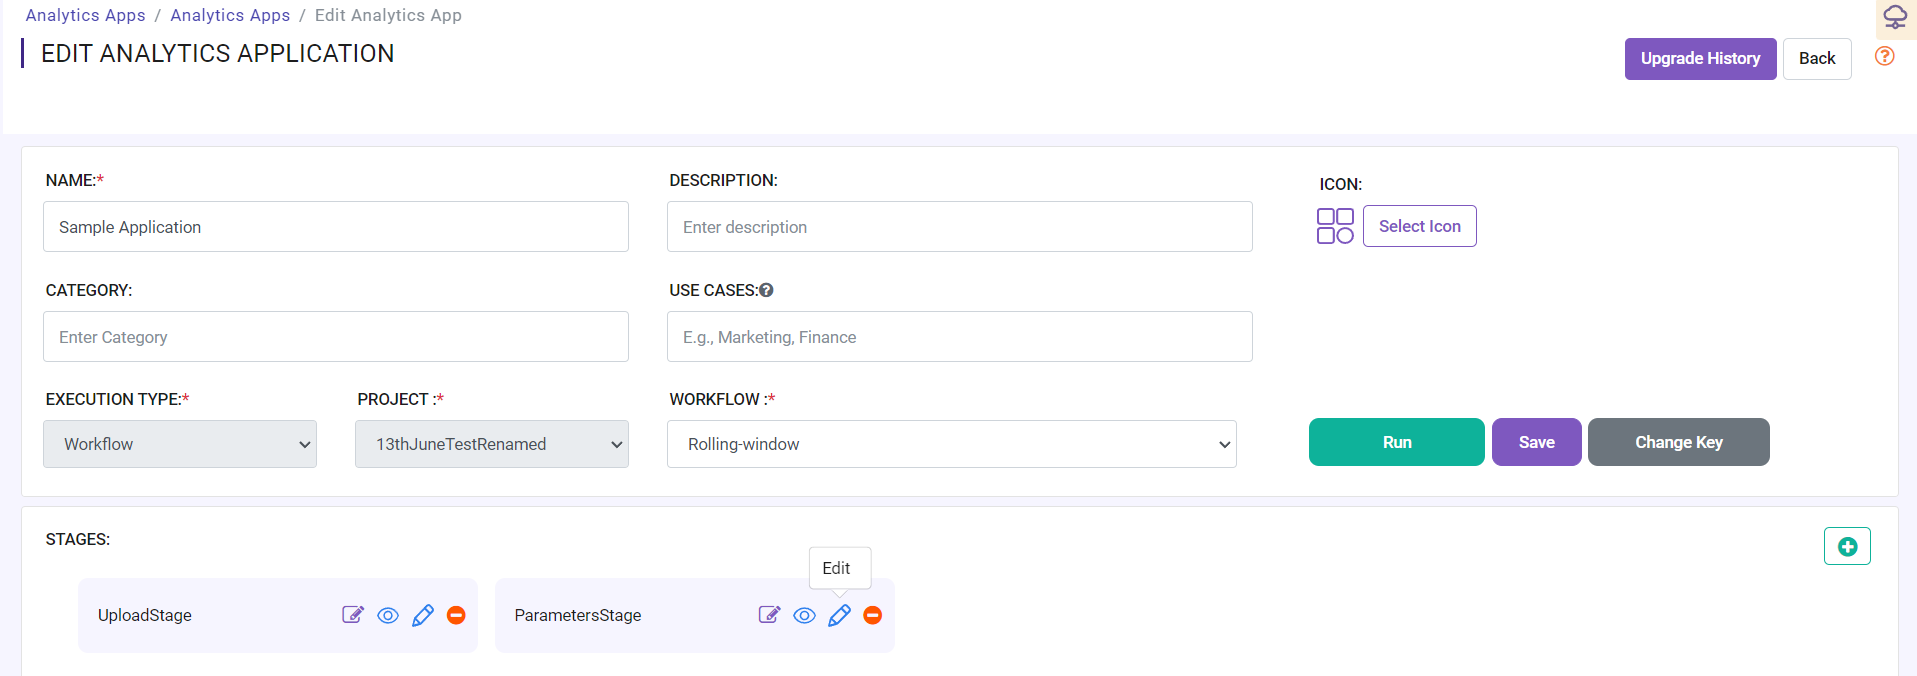 Analytics Apps / Analytics Apps / Edit Analytics App
EDIT ANALYTICS APPLICATION
Upgrade History
Back
NAME:*
DESCRIPTION:
ICON:
Sample Application
Enter description
Select Icon
CATEGORY:
USE CASES:
Enter Category
E.g., Marketing, Finance
EXECUTION TYPE:*
PROJECT :*
WORKFLOW :*
Workflow
13thJuneTestRenamed
Rolling-window
Run
Save
Change Key
STAGES:
Edit
UploadStage
ParametersStage